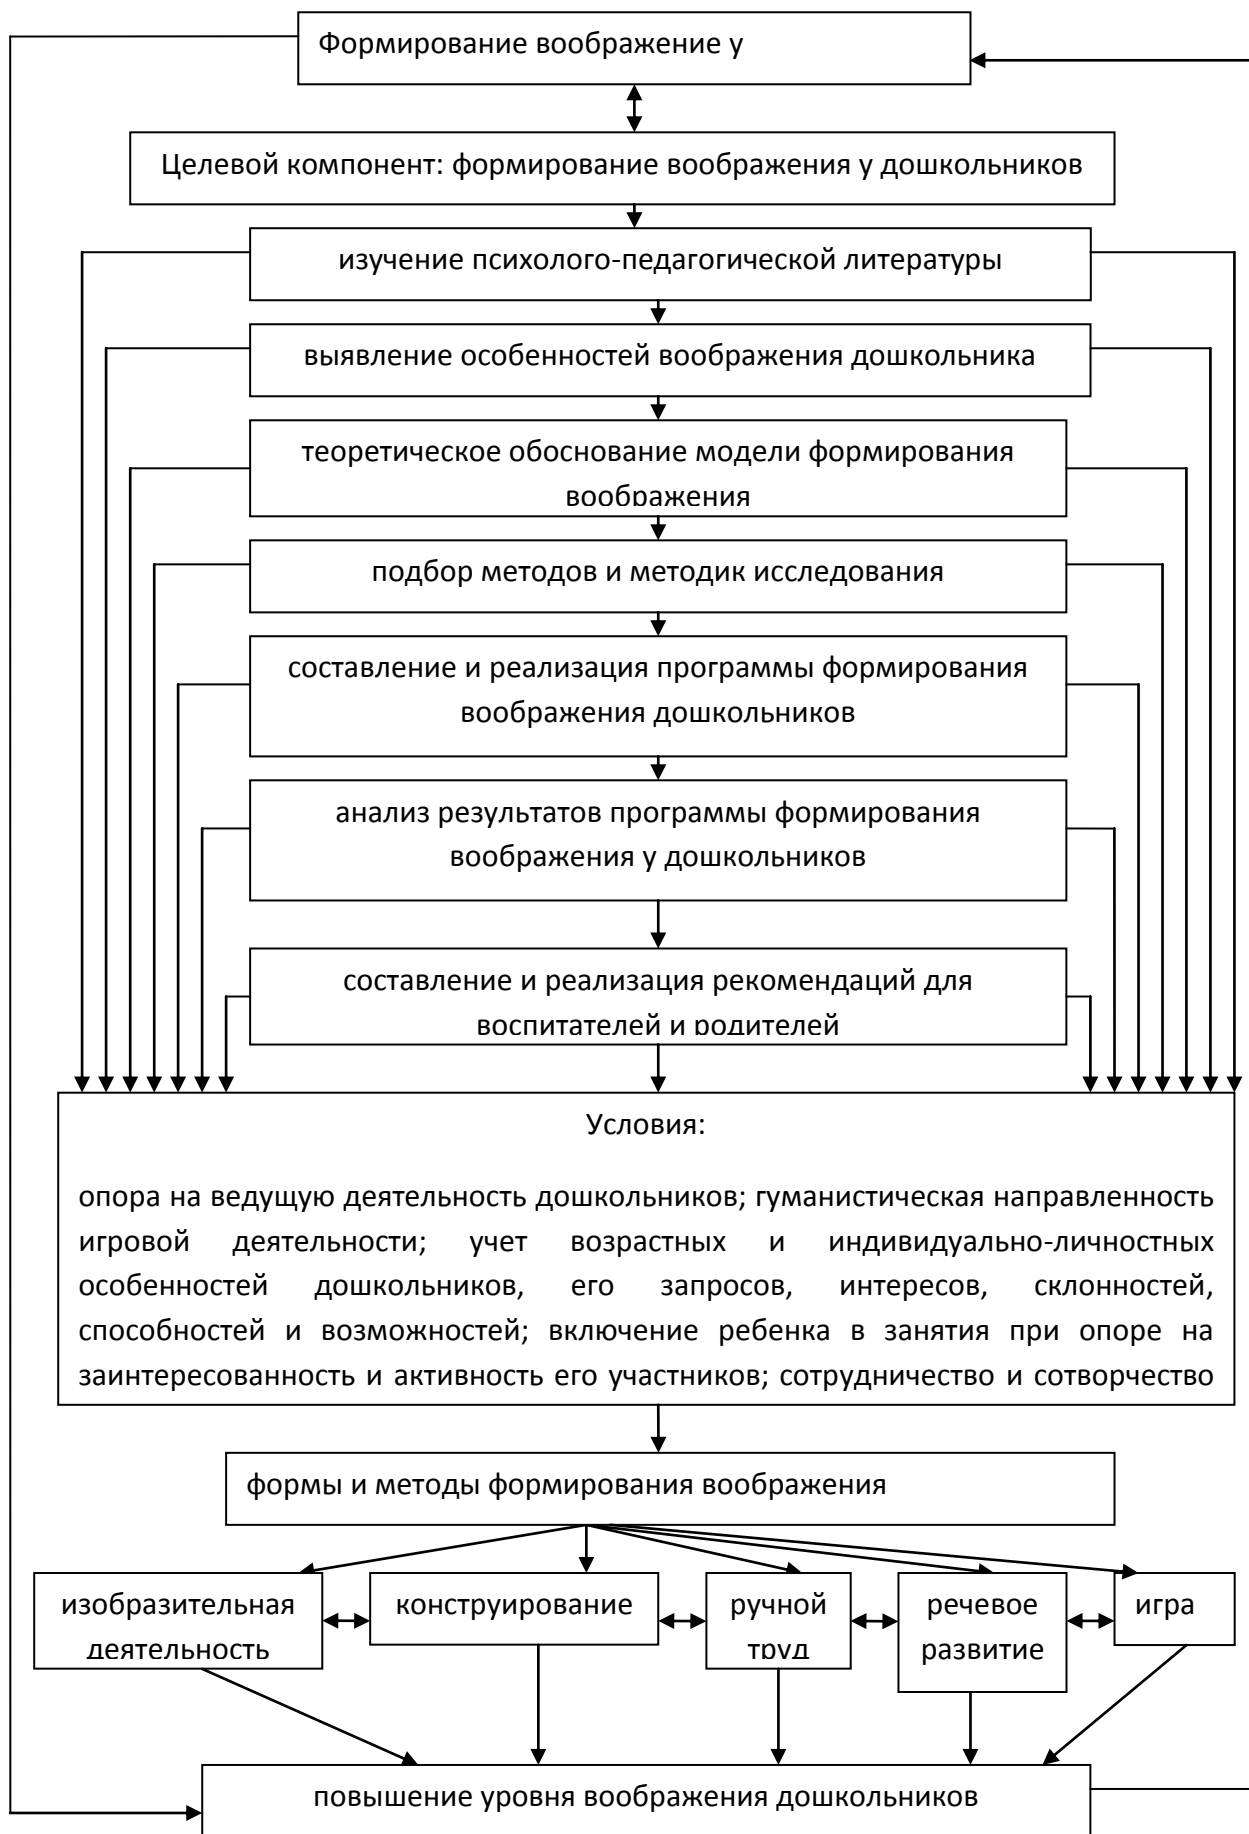 Формирование воображение у
Целевой компонент: формирование воображения у дошкольников
изучение психолого-педагогической литературы
выявление особенностей воображения дошкольника
теоретическое обоснование модели формирования
воображения
подбор методов и методик исследования
составление и реализация программы формирования
воображения дошкольников
анализ результатов программы формирования
воображения у дошкольников
составление и реализация рекомендаций для
воспитателей и родителей
Условия:
опора на ведущую деятельность дошкольников; гуманистическая направленность
игровой деятельности; учет возрастных и индивидуально-личностных
особенностей дошкольников, его запросов, интересов, склонностей,
способностей и возможностей; включение ребенка в занятия при опоре на
заинтересованность и активность его участников; сотрудничество и сотворчество
формы и методы формирования воображения
изобразительная
деятельность
конструирование
ручной
труд
речевое
развитие
игра
повышение уровня воображения дошкольников